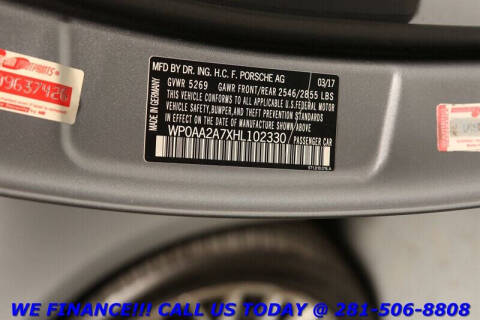 MFD BY DR. ING. H.C. F. PORSCHE AG 03/17
GVWR 5269 GAWR FRONT/REAR 2546/2855 LBS
THIS VEHICLE CONFORMS TO ALL APPLICABLE U.S.FEDERAL MOTOR
VEHICLE SAFETY, BUMPER, AND THEFT PREVENTION STANDARDS
IN EFFECT ON THE DATE OF MANUFACTURE SHOWN ABOVE.
WP0AA2A7XHL102330
PASSENGER CAR
MADE IN GERMANY
09637426
WE FINANCE!!! CALL US TODAY @ 281-506-8808